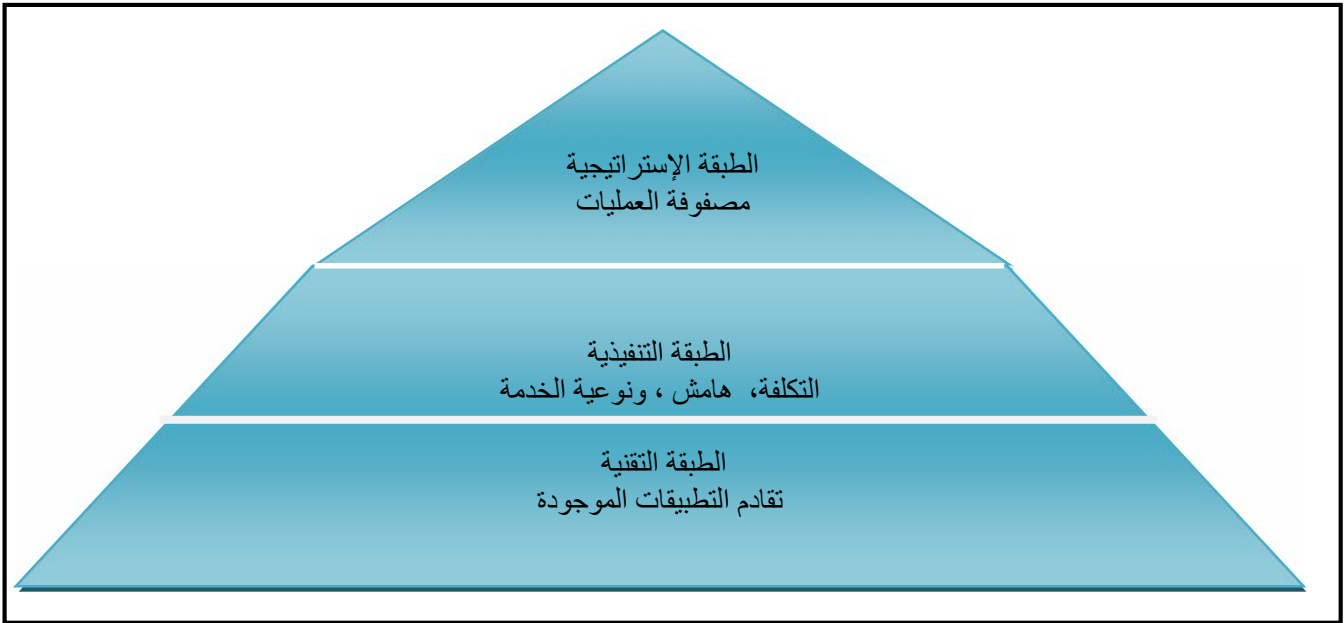 الطبقة الإستراتيجية
مصفوفة العمليات
الطبقة التنفيذية
التكلفة، هامش ، ونوعية الخدمة
الطبقة التقنية
تقادم التطبيقات الموجودة